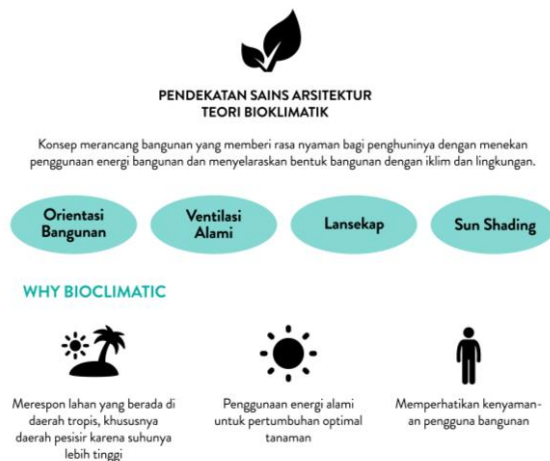 PENDEKATAN SAINS ARSITEKTUR
TEORI BIOKLIMATIK
Konsep merancang bangunan yang memberi rasa nyaman bagi penghuninya dengan menekan
penggunaan energi bangunan dan menyelaraskan bentuk bangunan dengan iklim dan lingkungan.
Orientasi
Bangunan
Ventilasi
Alami
Lansekap
Sun Shading
WHY BIOCLIMATIC
Merespon lahan yang berada di
daerah tropis, khususnya
daerah pesisir karena suhunya
lebih tinggi
Penggunaan energi alami
untuk pertumbuhan optimal
tanaman
Memperhatikan kenyaman-
an pengguna bangunan